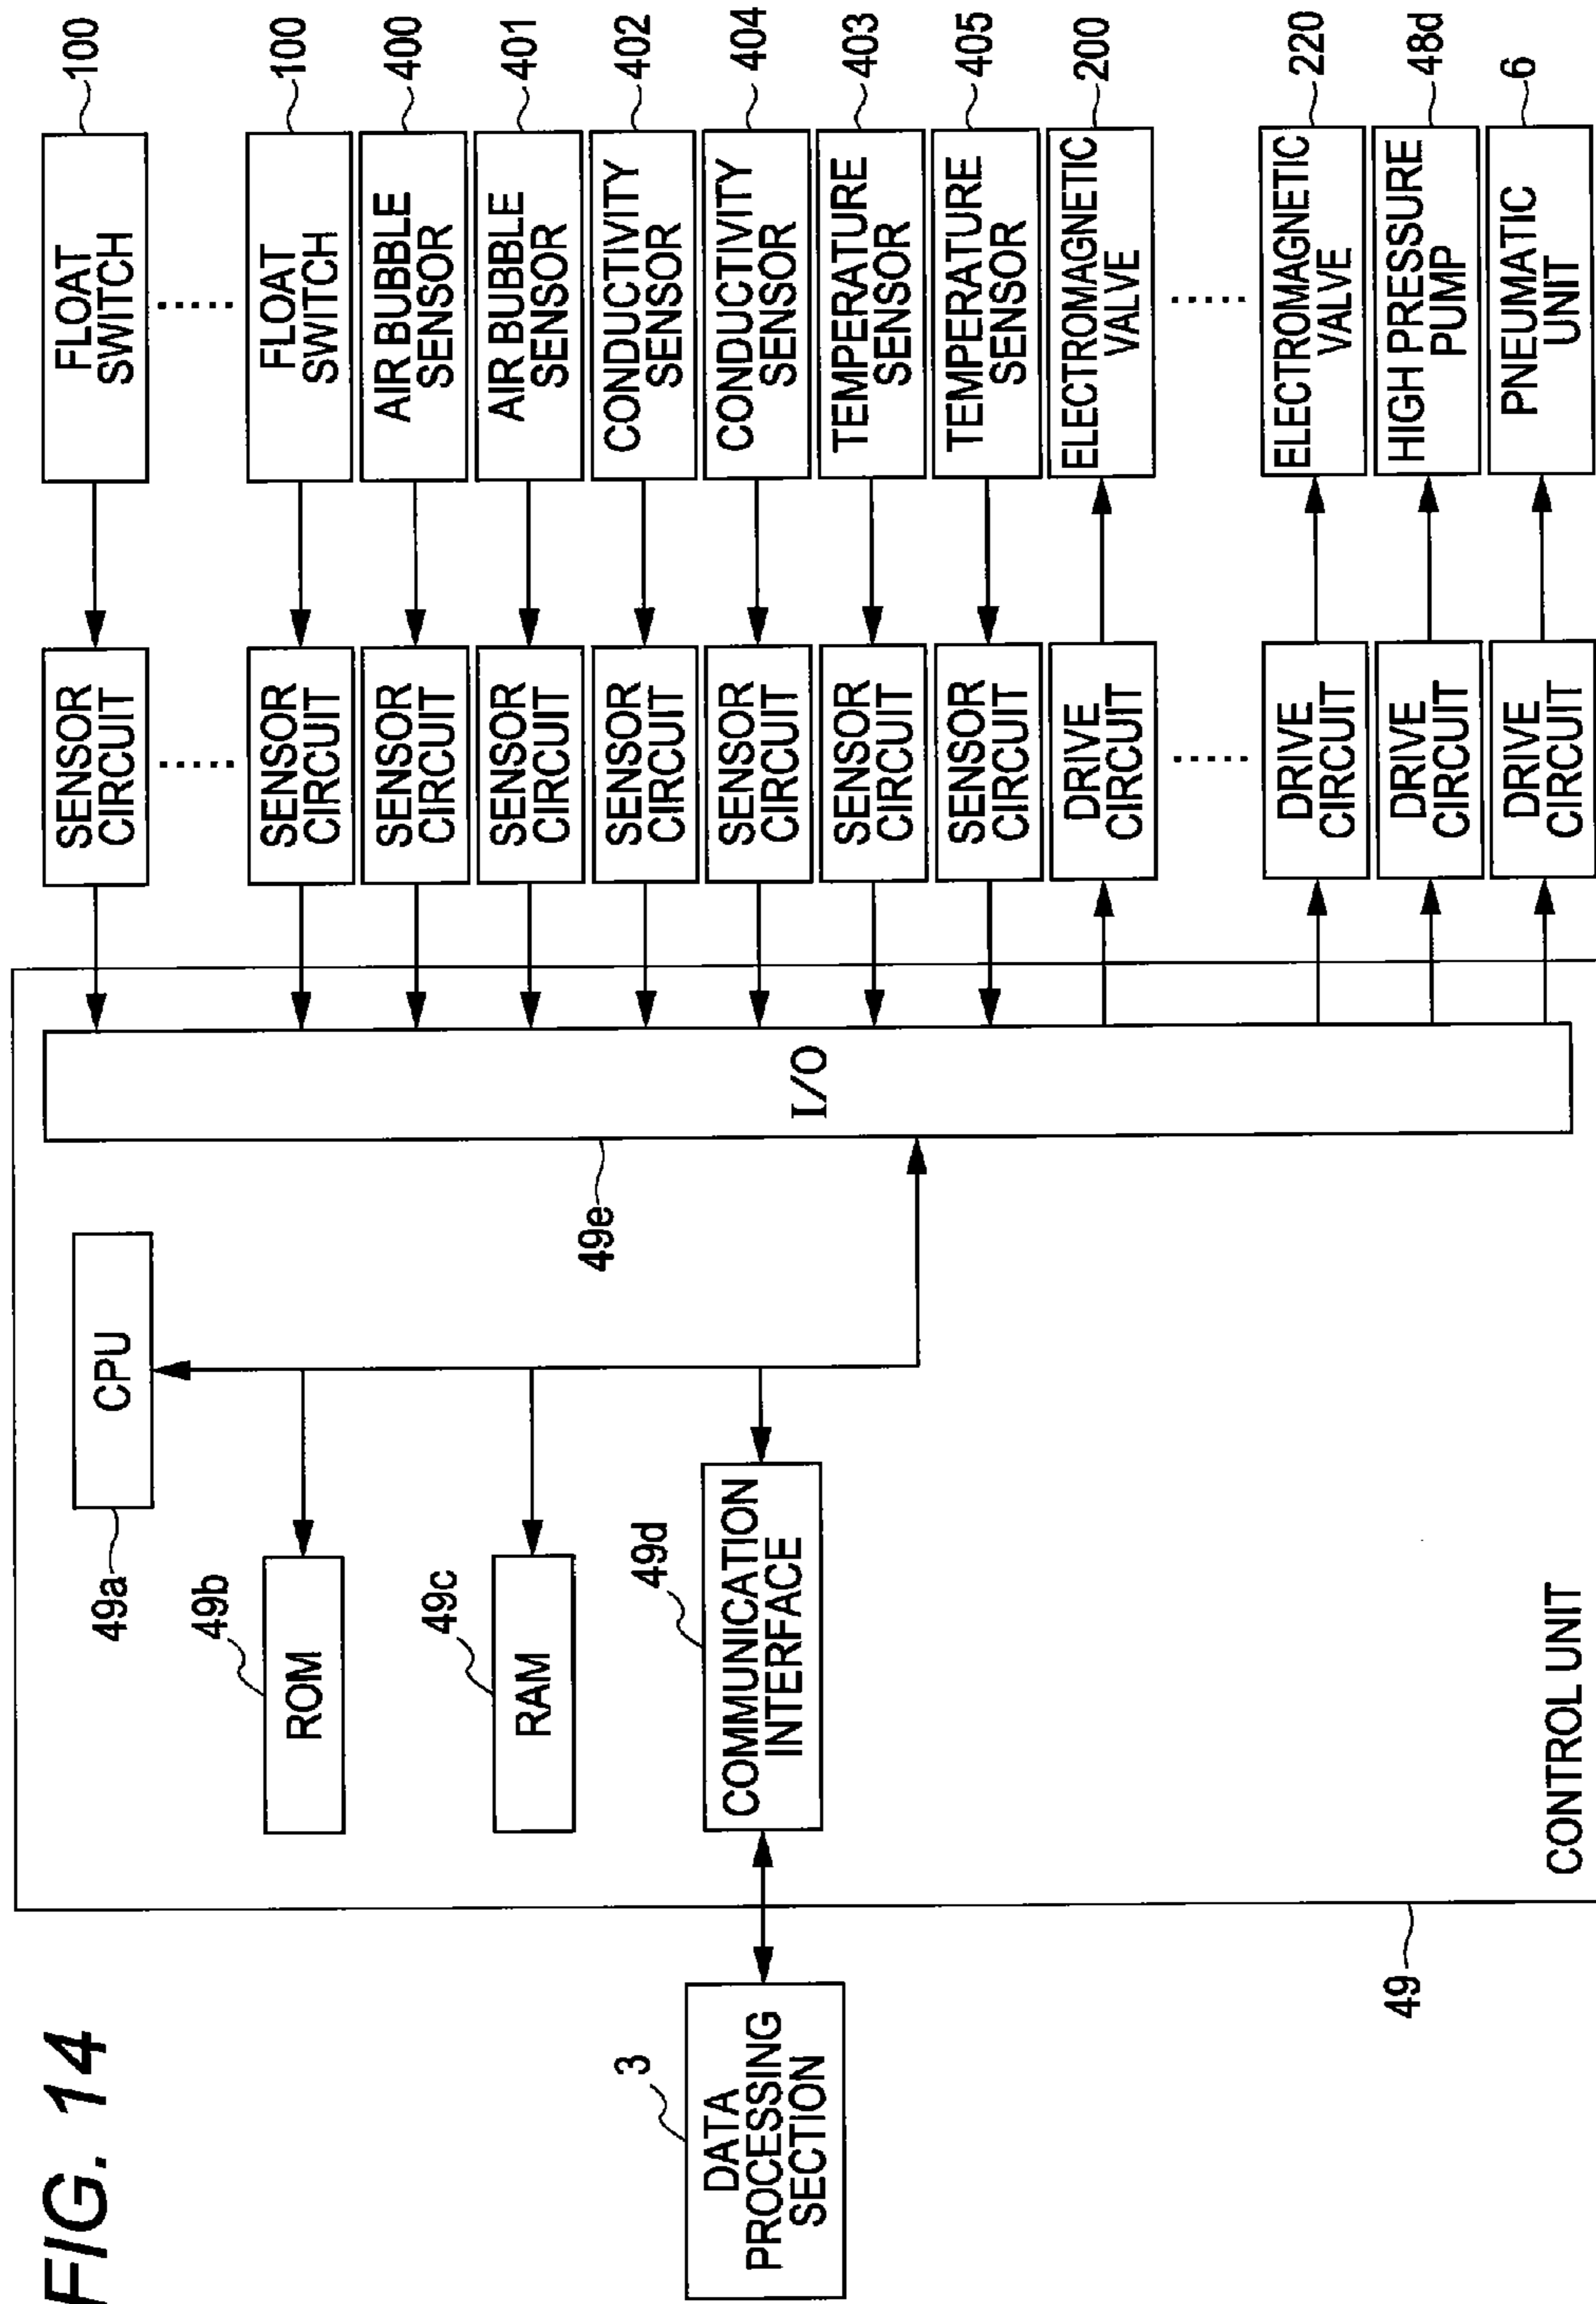 FIG. 14
3
DATA
PROCESSING
SECTION
49
CONTROL UNIT
49a
CPU
49b
ROM
49c
RAM
49d
COMMUNICATION
INTERFACE
49e
I/O
SENSOR
CIRCUIT
FLOAT
SWITCH
100
.....
.....
SENSOR
CIRCUIT
FLOAT
SWITCH
100
SENSOR
CIRCUIT
AIR BUBBLE
SENSOR
400
SENSOR
CIRCUIT
AIR BUBBLE
SENSOR
401
SENSOR
CIRCUIT
CONDUCTIVITY
SENSOR
402
SENSOR
CIRCUIT
CONDUCTIVITY
SENSOR
404
SENSOR
CIRCUIT
TEMPERATURE
SENSOR
403
SENSOR
CIRCUIT
TEMPERATURE
SENSOR
405
DRIVE
CIRCUIT
ELECTROMAGNETIC
VALVE
200
.....
.....
DRIVE
CIRCUIT
ELECTROMAGNETIC
VALVE
220
DRIVE
CIRCUIT
HIGH PRESSURE
PUMP
48d
DRIVE
CIRCUIT
PNEUMATIC
UNIT
6